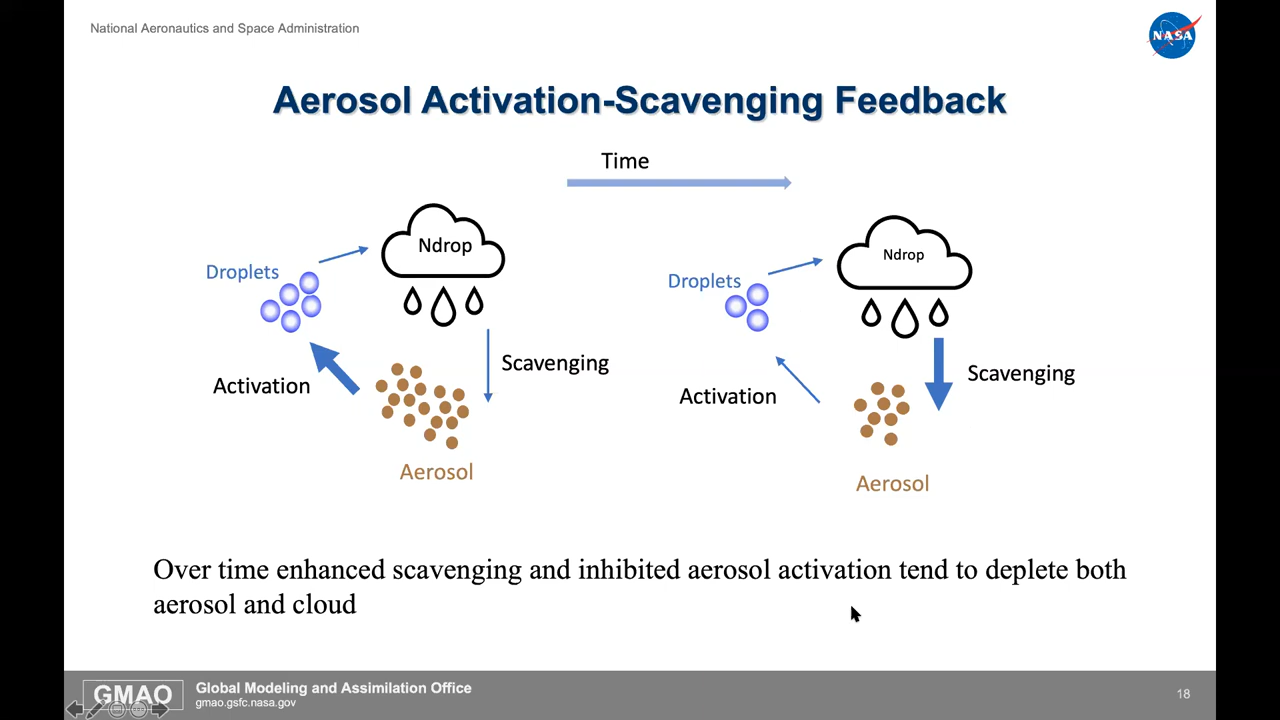 National Aeronautics and Space Administration
NASA
Aerosol Activation-Scavenging Feedback
Time
Ndrop
Droplets
Scavenging
Activation
Aerosol
Ndrop
Droplets
Scavenging
Activation
Aerosol
Over time enhanced scavenging and inhibited aerosol activation tend to deplete both
aerosol and cloud
GMAO
Global Modeling and Assimilation Office
gmao.gsfc.nasa.gov
18